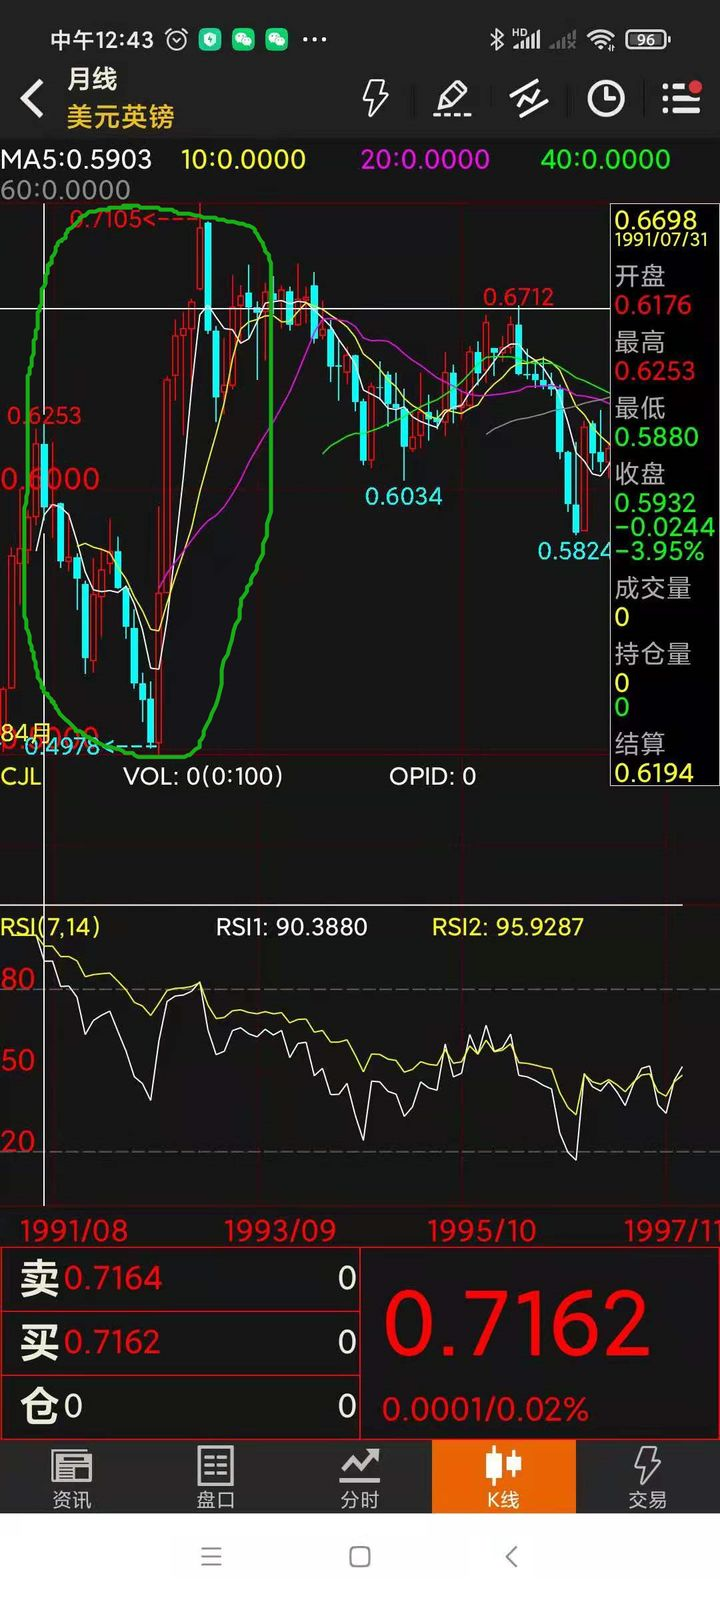 中午12:43
HD
96
月线
美元英镑
MA5:0.5903 10:0.0000 20:0.0000 40:0.0000
60:0.0000
0.7105
0.6698
1991/07/31
开盘
0.6176
最高
0.6253
最低
0.5880
收盘
0.5932
-0.0244
-3.95%
成交量
0
持仓量
0
0
结算
0.6194
0.6712
0.6253
0.6000
0.6034
0.5824
84月
0.4978
CJL VOL: 0(0:100) OPID: 0
RSI(7,14) RSI1: 90.3880 RSI2: 95.9287
80
50
20
1991/08 1993/09 1995/10 1997/11
卖 0.7164 0
买 0.7162 0
仓 0 0
0.7162
0.0001/0.02%
资讯 盘口 分时 K线 交易